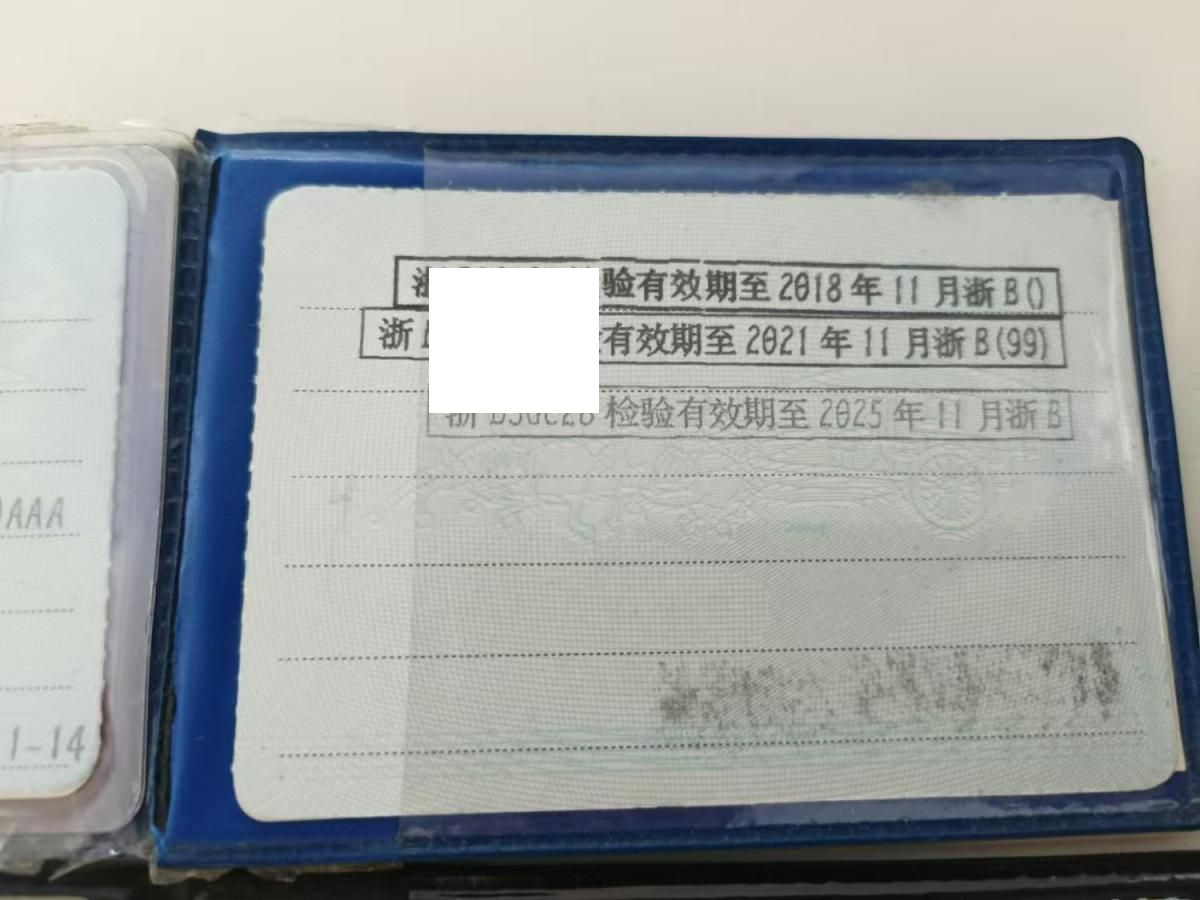 浙 验有效期至 2018 年 11 月浙 B()
浙 有效期至 2021 年 11 月浙 B(99)
浙 检验有效期至 2025 年 11 月浙 B
AAA
1-14